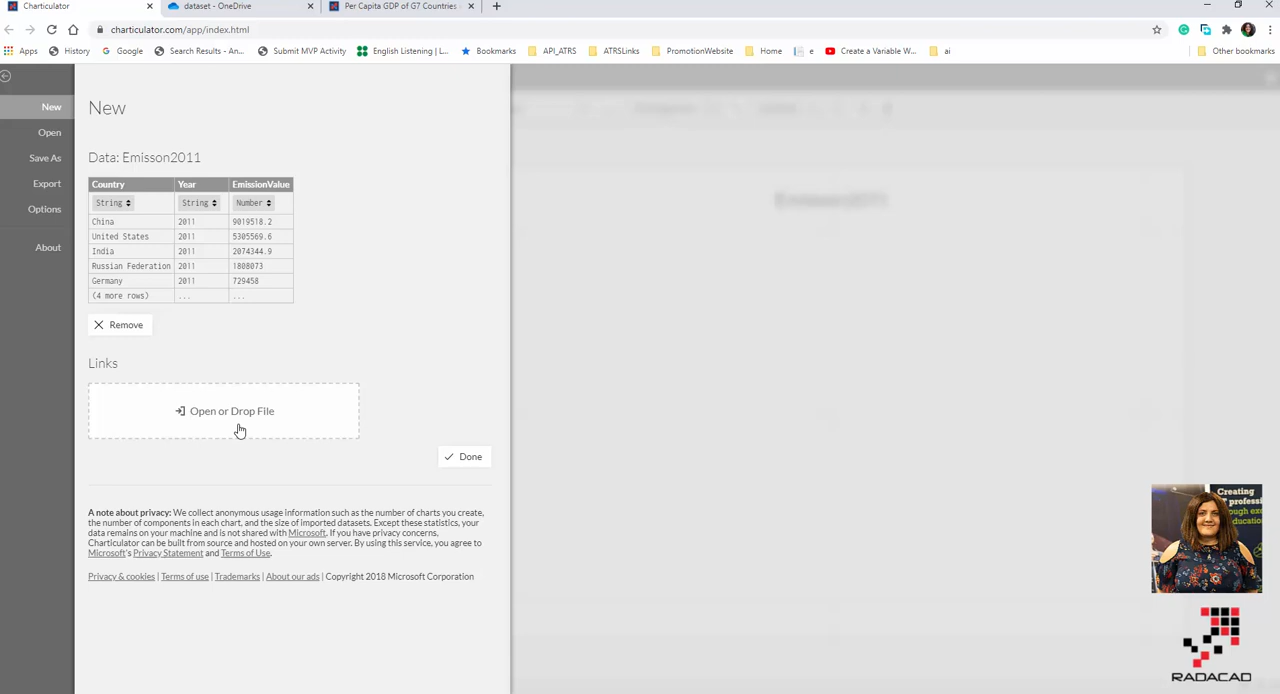 Charticulator
dataset - OneDrive
Per Capita GDP of G7 Countries
charticulator.com/app/index.html
Apps
History
Google
Search Results - An...
Submit MVP Activity
English Listening | L...
Bookmarks
API_ATRS
ATRSLinks
PromotionWebsite
Home
e
Create a Variable W...
ai
Other bookmarks
New
Open
Save As
Export
Options
About
New
Data: Emisson2011
Country Year EmissionValue
String String Number
China 2011 9019518.2
United States 2011 5305569.6
India 2011 2074344.9
Russian Federation 2011 1808073
Germany 2011 729458
(4 more rows) ... ...
Remove
Links
Open or Drop File
Done
A note about privacy: We collect anonymous usage information such as the number of charts you create,
the number of components in each chart, and the size of imported datasets. Except these statistics, your
data remains on your machine and is not shared with Microsoft. If you have privacy concerns,
Charticulator can be built from source and hosted on your own server. By using this service, you agree to
Microsoft's Privacy Statement and Terms of Use.
Privacy & cookies | Terms of use | Trademarks | About our ads | Copyright 2018 Microsoft Corporation
Emisson2011
Creating
RADACAD